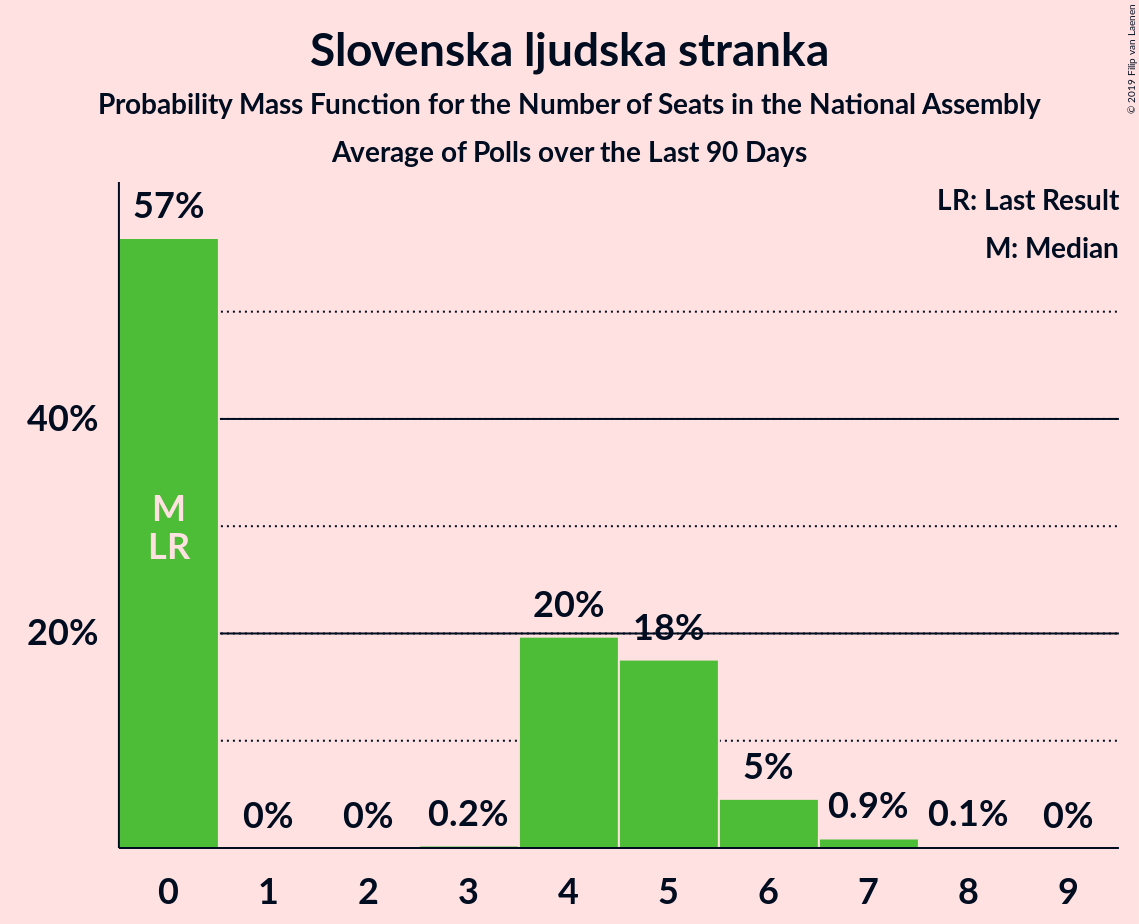 Slovenska ljudska stranka
Probability Mass Function for the Number of Seats in the National Assembly
Average of Polls over the Last 90 Days
© 2019 Filip van Laenen
LR: Last Result
M: Median
57%
40%
20%
M
LR
0%
0%
0.2%
20%
18%
5%
0.9%
0.1%
0%
0 1 2 3 4 5 6 7 8 9